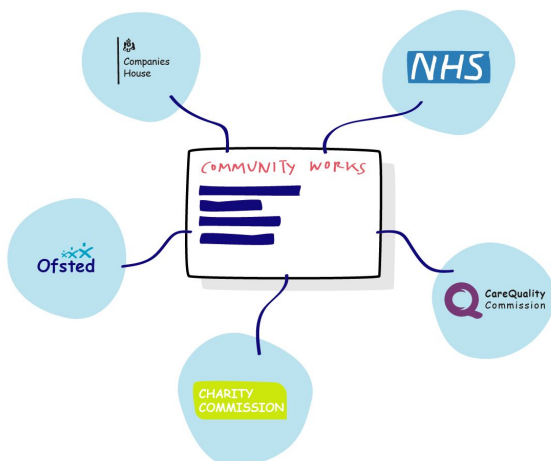 Companies
House
NHS
COMMUNITY WORKS
Ofsted
CareQuality
Commission
CHARITY
COMMISSION